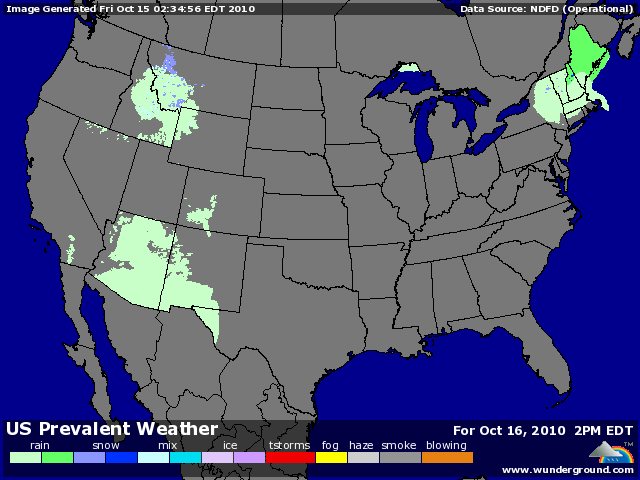 Image Generated Fri Oct 15 02:34:56 EDT 2010 Data Source: NDFD (Operational)
US Prevalent Weather For Oct 16, 2010 2PM EDT
rain snow mix ice tstorms fog haze smoke blowing
TM
www.wunderground.com